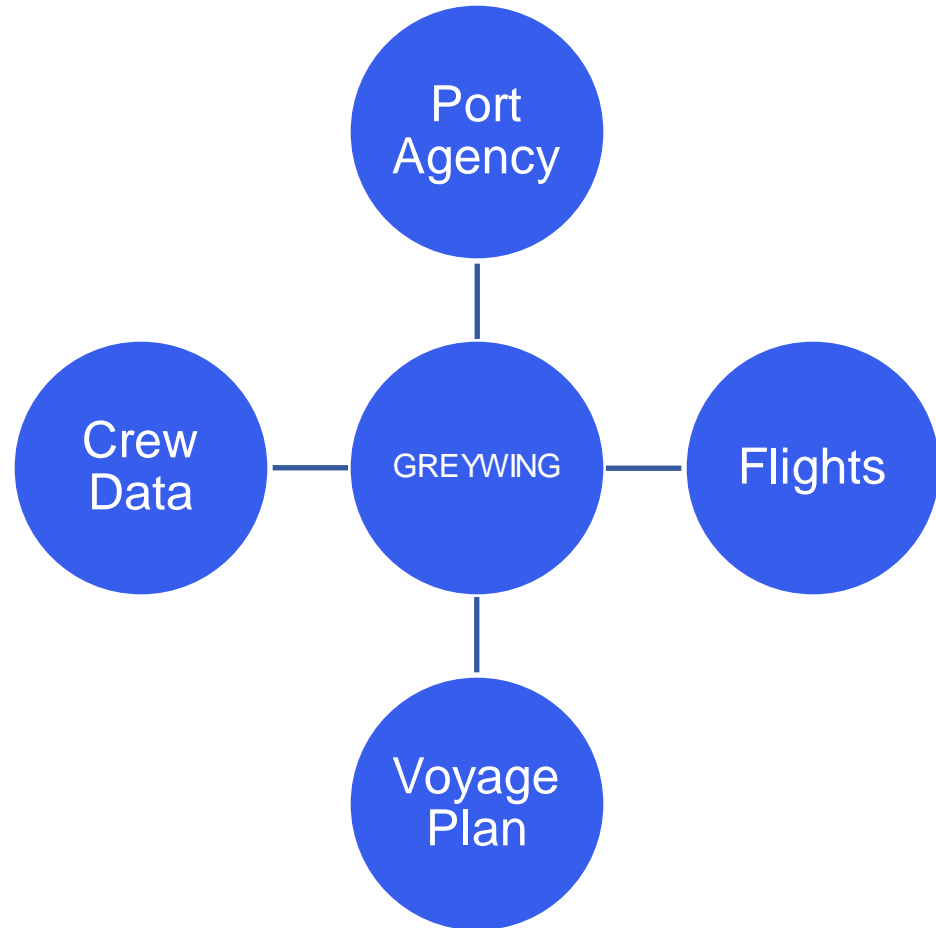 Port
Agency
Crew
Data
GREYWING
Flights
Voyage
Plan